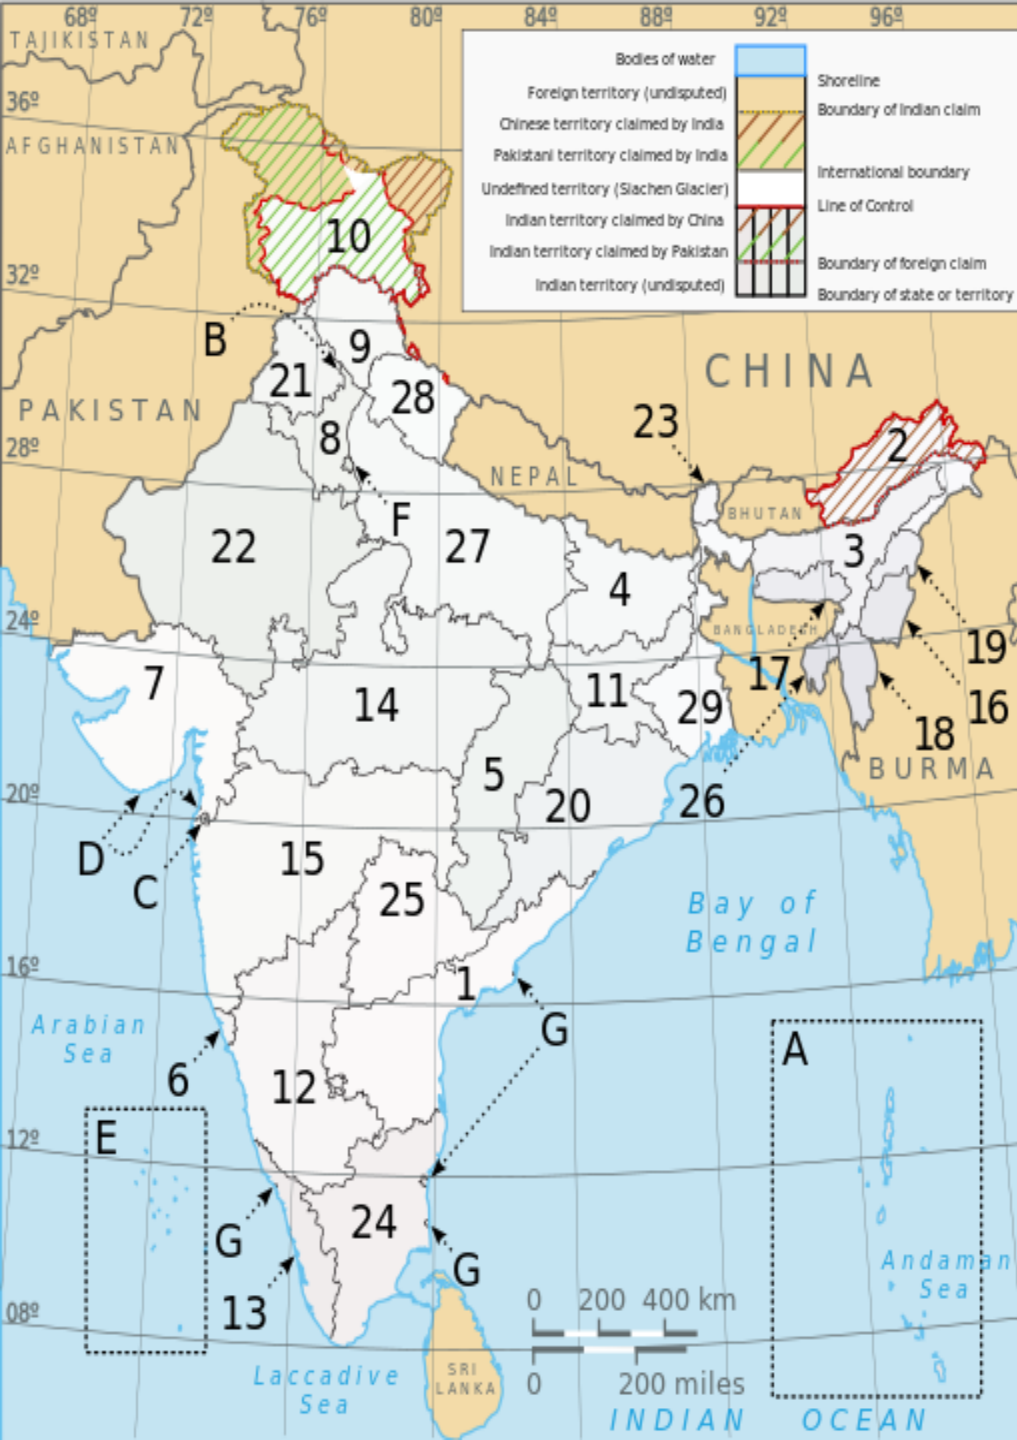 68º 72º 76º 80º 84º 88º 92º 96º
TAJIKISTAN
36º
AFGHANISTAN
32º
Bodies of water
Foreign territory (undisputed)
Chinese territory claimed by India
Pakistani territory claimed by India
Undefined territory (Siachen Glacier)
Indian territory claimed by China
Indian territory claimed by Pakistan
Indian territory (undisputed)
Shoreline
Boundary of Indian claim
International boundary
Line of Control
Boundary of foreign claim
Boundary of state or territory
10
B
9
21
28
8
PAKISTAN
CHINA
28º
23
2
NEPAL
BHUTAN
F
22
27
3
4
24º
BANGLADESH
19
17
16
18
7
14
11
29
BURMA
5
20
26
20º
D
C
15
25
Bay of
Bengal
16º
1
G
Arabian
Sea
6
12
A
E
12º
G
24
G
13
Andaman
Sea
08º
0 200 400 km
0 200 miles
SRI
LANKA
Laccadive
Sea
INDIAN OCEAN